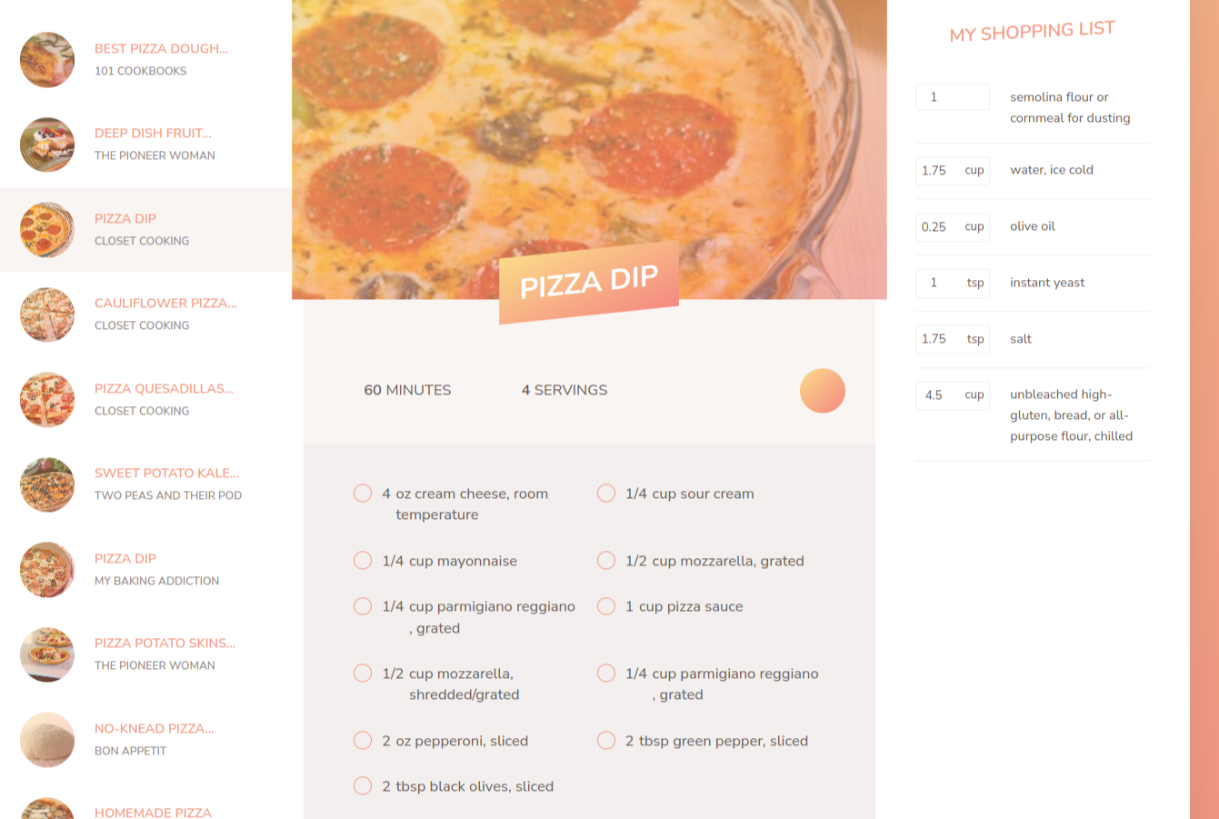 BEST PIZZA DOUGH...
101 COOKBOOKS
DEEP DISH FRUIT...
THE PIONEER WOMAN
PIZZA DIP
CLOSET COOKING
CAULIFLOWER PIZZA...
CLOSET COOKING
PIZZA QUESADILLAS...
CLOSET COOKING
SWEET POTATO KALE...
TWO PEAS AND THEIR POD
PIZZA DIP
MY BAKING ADDICTION
PIZZA POTATO SKINS...
THE PIONEER WOMAN
NO-KNEAD PIZZA...
BON APPETIT
HOMEMADE PIZZA
PIZZA DIP
60 MINUTES
4 SERVINGS
4 oz cream cheese, room
temperature
1/4 cup sour cream
1/4 cup mayonnaise
1/2 cup mozzarella, grated
1/4 cup parmigiano reggiano
, grated
1 cup pizza sauce
1/2 cup mozzarella,
shredded/grated
1/4 cup parmigiano reggiano
, grated
2 oz pepperoni, sliced
2 tbsp green pepper, sliced
2 tbsp black olives, sliced
MY SHOPPING LIST
1 semolina flour or
cornmeal for dusting
1.75 cup water, ice cold
0.25 cup olive oil
1 tsp instant yeast
1.75 tsp salt
4.5 cup unbleached high-
gluten, bread, or all-
purpose flour, chilled